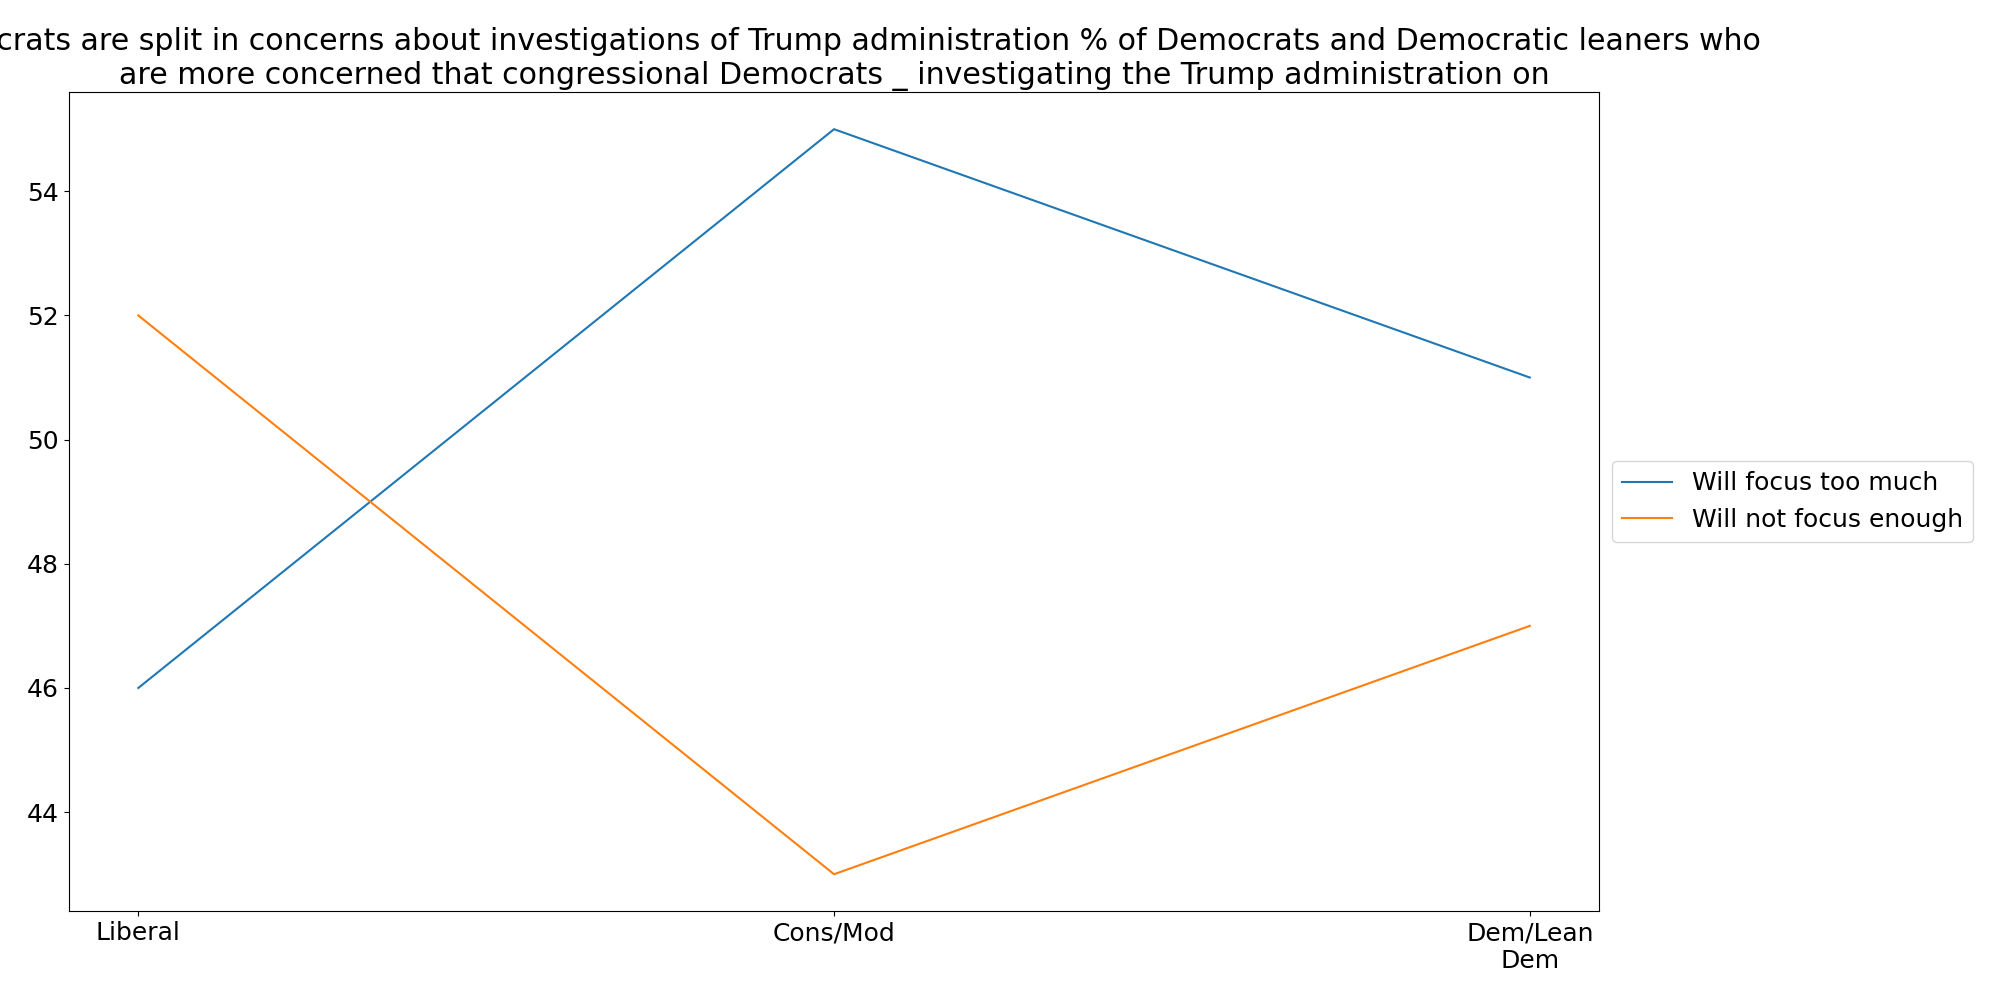 are split in concerns about investigations of Trump administration % of Democrats and Democratic leaners who
are more concerned that congressional Democrats _ investigating the Trump administration on
54
52
50
48
46
44
Will focus too much
Will not focus enough
Liberal
Cons/Mod
Dem/Lean
Dem